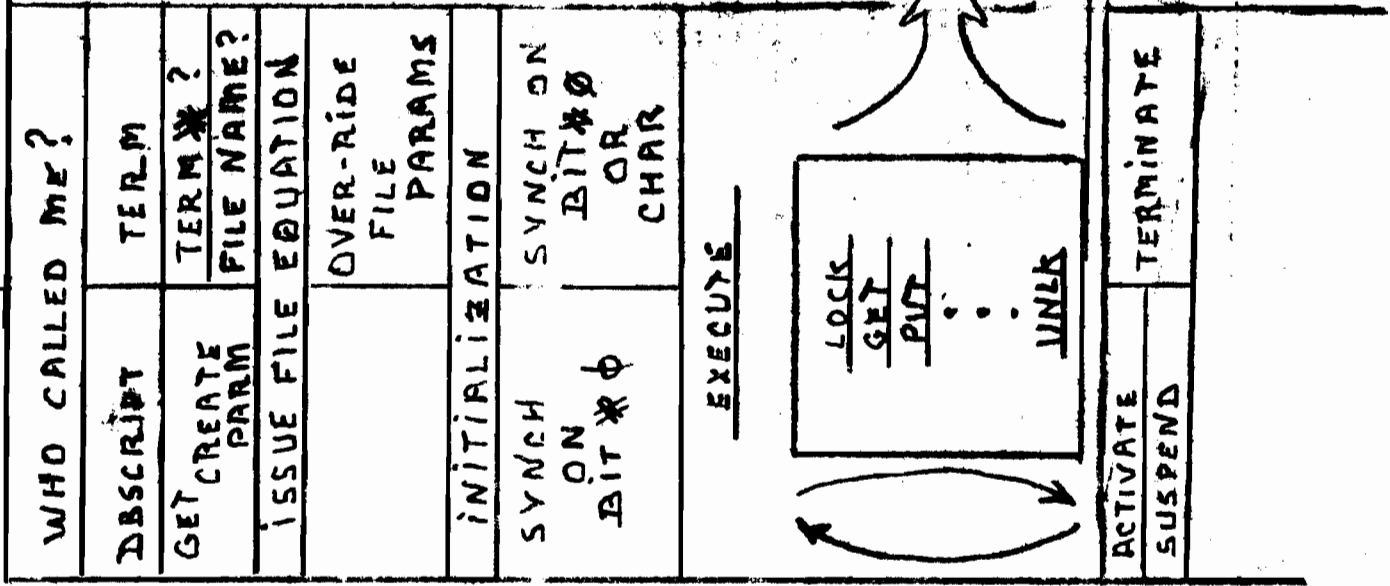 WHO CALLED ME?
DBSCRIPT
TERM
GET CREATE
PARM
TERM#?
FILE NAME?
ISSUE FILE EQUATION
OVER-RIDE
FILE
PARAMS
INITIALIZATION
SYNCH
ON
BIT #0
SYNCH ON
BIT #0
OR
CHAR
EXECUTE
LOCK
GET
PUT
.
.
.
UNLK
ACTIVATE
SUSPEND
TERMINATE